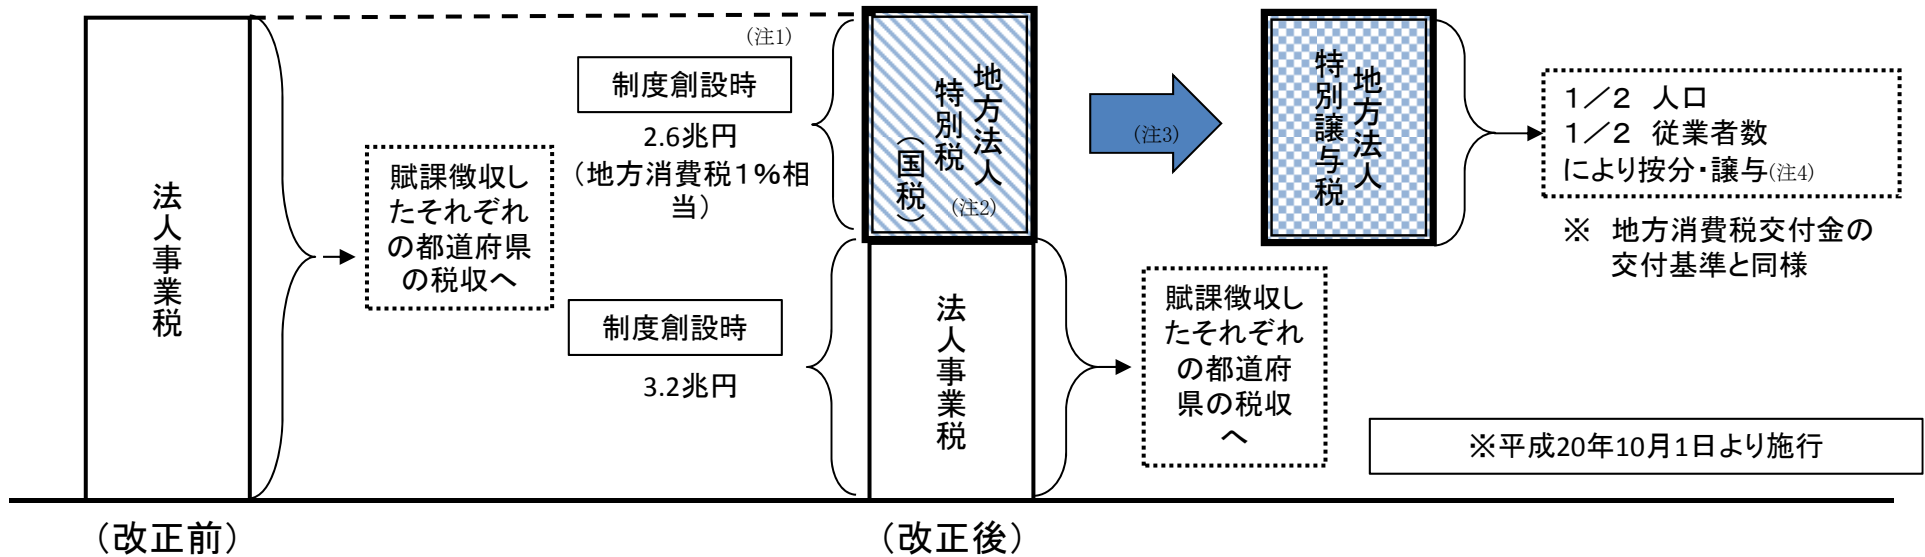 法人事業税
賦課徴収し
たそれぞれ
の都道府県
の税収へ
(注1)
制度創設時
2.6兆円
（地方消費税１％相
当）
制度創設時
3.2兆円
地方法人
特別税
（国税）
(注2)
法人事業税
(注3)
地方法人
特別譲与税
１／２　人口
１／２　従業者数
により按分・譲与(注4)
※　地方消費税交付金の
交付基準と同様
賦課徴収し
たそれぞれ
の都道府
県の税収
へ
※平成20年10月1日より施行
（改正前）
（改正後）